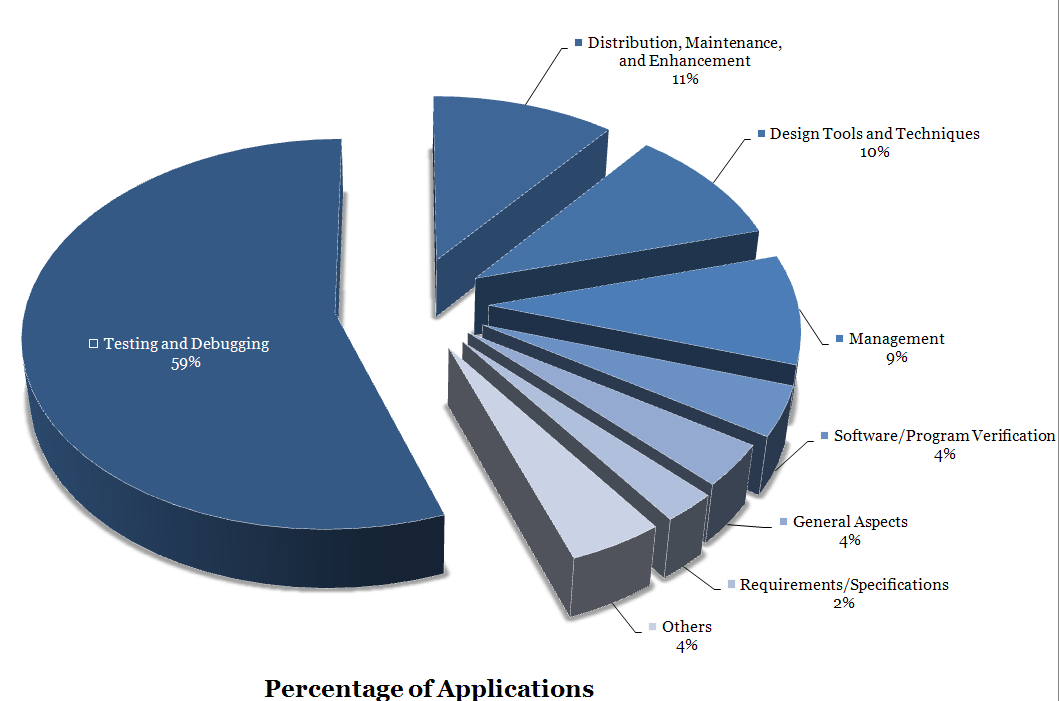 Distribution, Maintenance,
and Enhancement
11%
Design Tools and Techniques
10%
Management
9%
Testing and Debugging
59%
Software/Program Verification
4%
General Aspects
4%
Requirements/Specifications
2%
Others
4%
Percentage of Applications